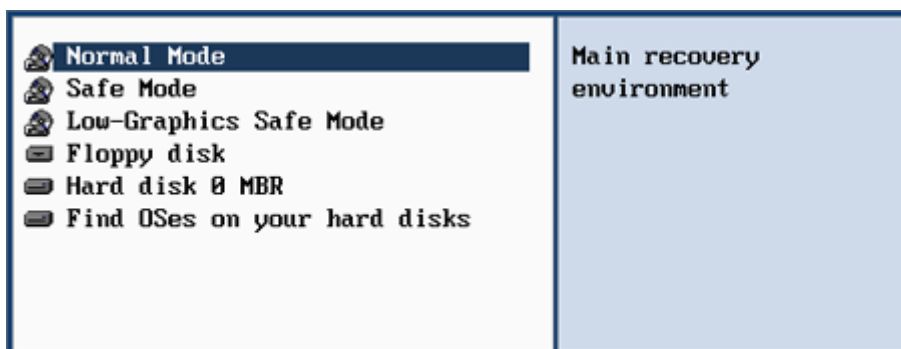 Normal Mode
Safe Mode
Low-Graphics Safe Mode
Floppy disk
Hard disk 0 MBR
Find OSes on your hard disks
Main recovery
environment